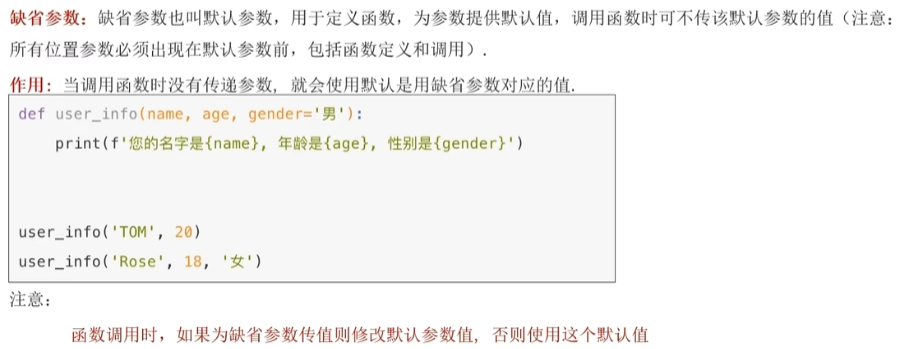 缺省参数：缺省参数也叫默认参数，用于定义函数，为参数提供默认值，调用函数时可不传该默认参数的值（注意：
所有位置参数必须出现在默认参数前，包括函数定义和调用）.
作用：当调用函数时没有传递参数, 就会使用默认是用缺省参数对应的值.
def user_info(name, age, gender='男'):
    print(f'您的名字是{name}, 年龄是{age}, 性别是{gender}')
user_info('TOM', 20)
user_info('Rose', 18, '女')
注意：
函数调用时，如果为缺省参数传值则修改默认参数值, 否则使用这个默认值